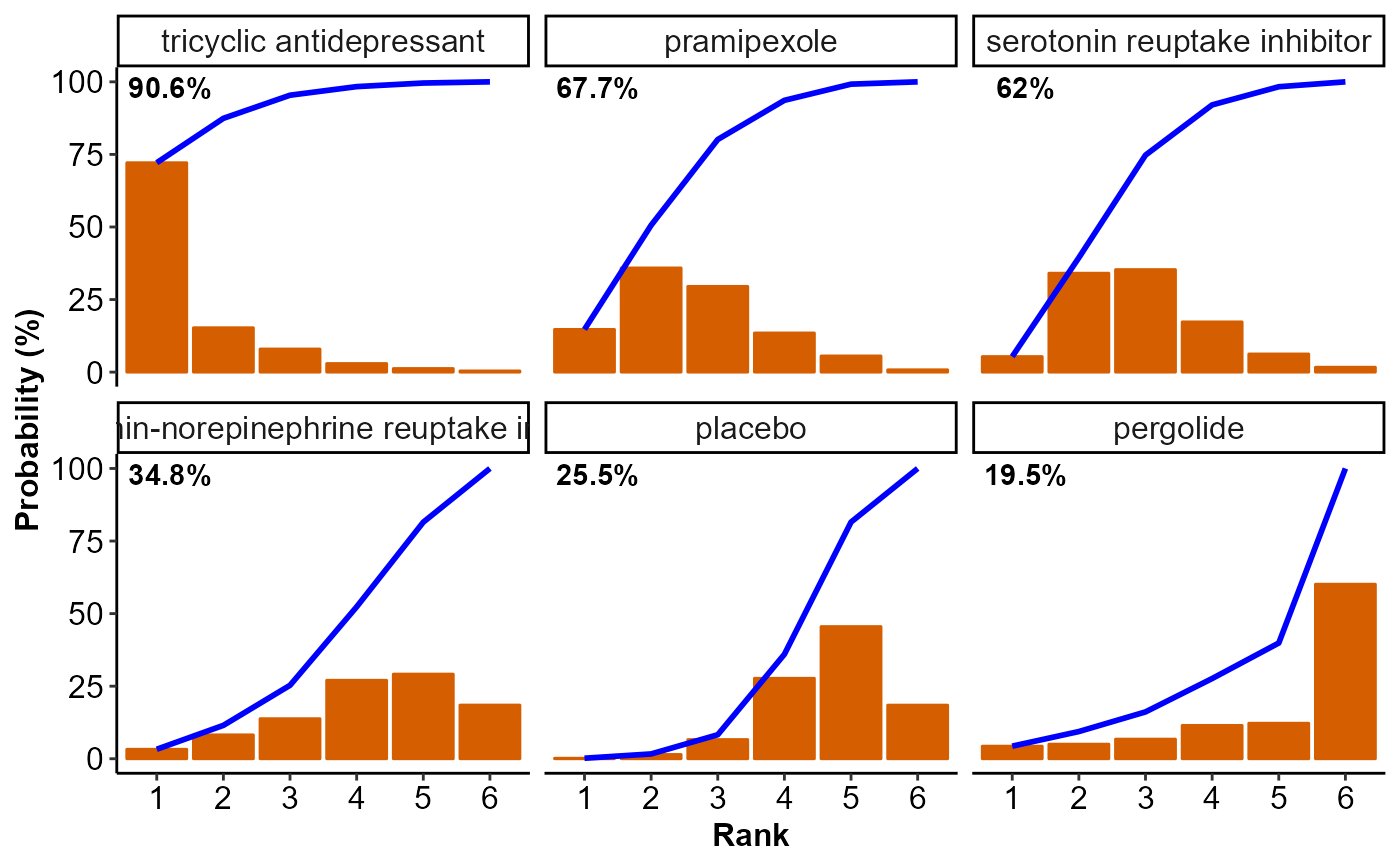 tricyclic antidepressant
pramipexole
serotonin reuptake inhibitor
90.6%
67.7%
62%
100
75
50
25
0
-norepinephrine reuptake
placebo
pergolide
34.8%
25.5%
19.5%
100
75
50
25
0
1 2 3 4 5 6
1 2 3 4 5 6
1 2 3 4 5 6
Rank
Probability (%)